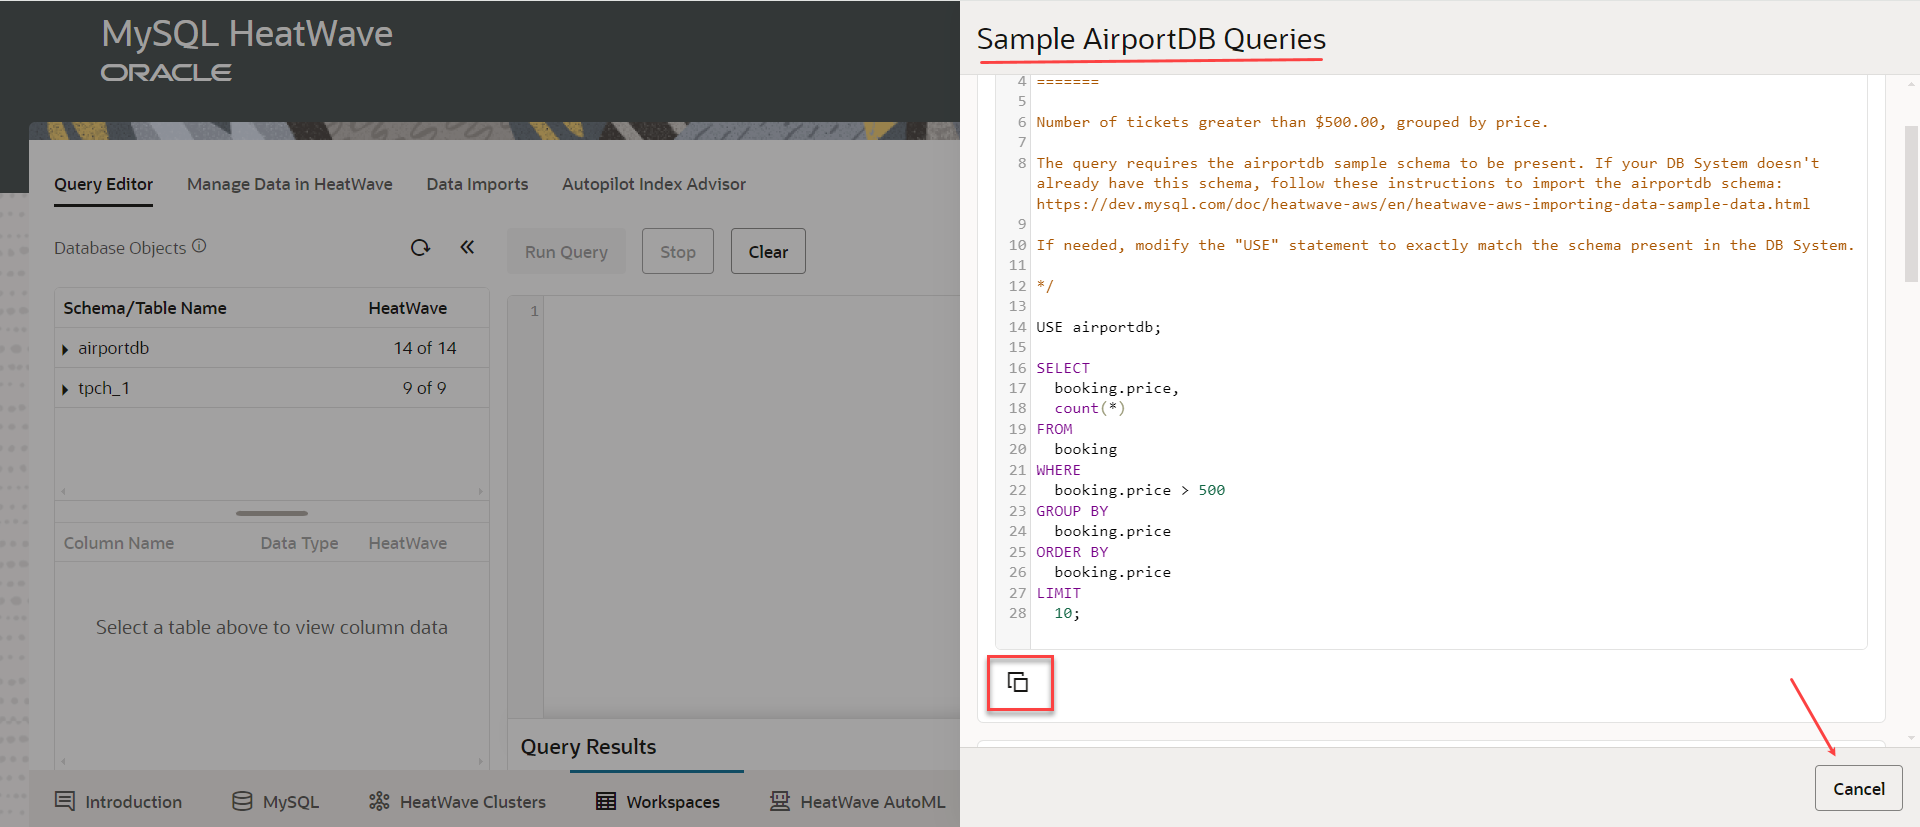 MySQL HeatWave
ORACLE
Query Editor
Manage Data in HeatWave
Data Imports
Autopilot Index Advisor
Database Objects
Run Query
Stop
Clear
Schema/Table Name
HeatWave
airportdb
14 of 14
tpch_1
9 of 9
Column Name
Data Type
HeatWave
Select a table above to view column data
1
Query Results
Introduction
MySQL
HeatWave Clusters
Workspaces
HeatWave AutoML
Sample AirportDB Queries
4 =======
5
6 Number of tickets greater than $500.00, grouped by price.
7
8 The query requires the airportdb sample schema to be present. If your DB System doesn't
already have this schema, follow these instructions to import the airportdb schema:
https://dev.mysql.com/doc/heatwave-aws/en/heatwave-aws-importing-data-sample-data.html
9
10 If needed, modify the "USE" statement to exactly match the schema present in the DB System.
11
12 */
13
14 USE airportdb;
15
16 SELECT
17 booking.price,
18 count(*)
19 FROM
20 booking
21 WHERE
22 booking.price > 500
23 GROUP BY
24 booking.price
25 ORDER BY
26 booking.price
27 LIMIT
28 10;
Cancel